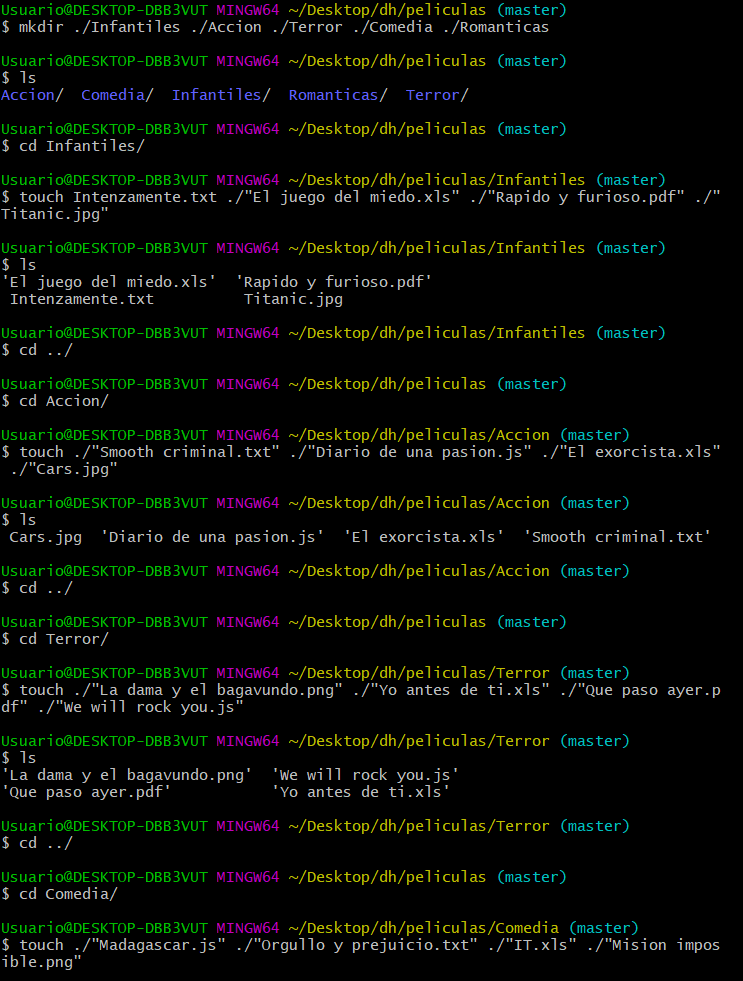 Usuario@DESKTOP-DBB3VUT MINGW64 ~/Desktop/dh/peliculas (master)
$ mkdir ./Infantiles ./Accion ./Terror ./Comedia ./Romanticas
Usuario@DESKTOP-DBB3VUT MINGW64 ~/Desktop/dh/peliculas (master)
$ ls
Accion/  Comedia/  Infantiles/  Romanticas/  Terror/
Usuario@DESKTOP-DBB3VUT MINGW64 ~/Desktop/dh/peliculas (master)
$ cd Infantiles/
Usuario@DESKTOP-DBB3VUT MINGW64 ~/Desktop/dh/peliculas/Infantiles (master)
$ touch Intenzamente.txt ./"El juego del miedo.xls" ./"Rapido y furioso.pdf" ./"
Titanic.jpg"
Usuario@DESKTOP-DBB3VUT MINGW64 ~/Desktop/dh/peliculas/Infantiles (master)
$ ls
'El juego del miedo.xls'  'Rapido y furioso.pdf'
 Intenzamente.txt          Titanic.jpg
Usuario@DESKTOP-DBB3VUT MINGW64 ~/Desktop/dh/peliculas/Infantiles (master)
$ cd ../
Usuario@DESKTOP-DBB3VUT MINGW64 ~/Desktop/dh/peliculas (master)
$ cd Accion/
Usuario@DESKTOP-DBB3VUT MINGW64 ~/Desktop/dh/peliculas/Accion (master)
$ touch ./"Smooth criminal.txt" ./"Diario de una pasion.js" ./"El exorcista.xls"
 ./"Cars.jpg"
Usuario@DESKTOP-DBB3VUT MINGW64 ~/Desktop/dh/peliculas/Accion (master)
$ ls
 Cars.jpg  'Diario de una pasion.js'  'El exorcista.xls'  'Smooth criminal.txt'
Usuario@DESKTOP-DBB3VUT MINGW64 ~/Desktop/dh/peliculas/Accion (master)
$ cd ../
Usuario@DESKTOP-DBB3VUT MINGW64 ~/Desktop/dh/peliculas (master)
$ cd Terror/
Usuario@DESKTOP-DBB3VUT MINGW64 ~/Desktop/dh/peliculas/Terror (master)
$ touch ./"La dama y el bagavundo.png" ./"Yo antes de ti.xls" ./"Que paso ayer.p
df" ./"We will rock you.js"
Usuario@DESKTOP-DBB3VUT MINGW64 ~/Desktop/dh/peliculas/Terror (master)
$ ls
'La dama y el bagavundo.png'  'We will rock you.js'
'Que paso ayer.pdf'           'Yo antes de ti.xls'
Usuario@DESKTOP-DBB3VUT MINGW64 ~/Desktop/dh/peliculas/Terror (master)
$ cd ../
Usuario@DESKTOP-DBB3VUT MINGW64 ~/Desktop/dh/peliculas (master)
$ cd Comedia/
Usuario@DESKTOP-DBB3VUT MINGW64 ~/Desktop/dh/peliculas/Comedia (master)
$ touch ./"Madagascar.js" ./"Orgullo y prejuicio.txt" ./"IT.xls" ./"Mision impos
ible.png"